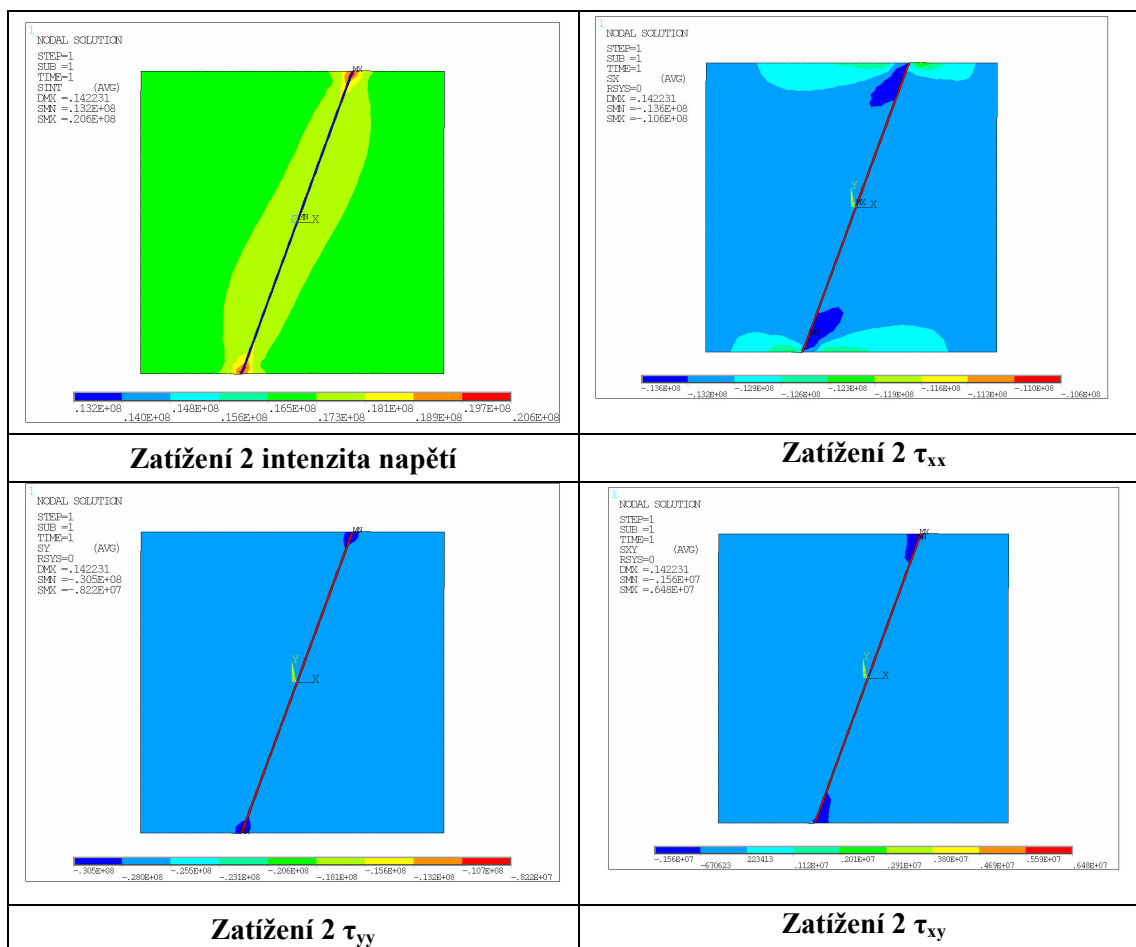 1
NODAL SOLUTION
STEP=1
SUB =1
TIME=1
SINT (AVG)
DMX =.142231
SMN =.132E+08
SMX =.206E+08
MX
MN
X
.132E+08 .148E+08 .165E+08 .181E+08 .197E+08
.140E+08 .156E+08 .173E+08 .189E+08 .206E+08
Zatížení 2 intenzita napětí
1
NODAL SOLUTION
STEP=1
SUB =1
TIME=1
SX (AVG)
RSYS=0
DMX =.142231
SMN =-.136E+08
SMX =-.106E+08
Y
MX
X
-.136E+08 -.129E+08 -.123E+08 -.116E+08 -.110E+08
-.132E+08 -.126E+08 -.119E+08 -.113E+08 -.106E+08
Zatížení 2 τxx
1
NODAL SOLUTION
STEP=1
SUB =1
TIME=1
SY (AVG)
RSYS=0
DMX =.142231
SMN =-.305E+08
SMX =-.822E+07
MN
Y
X
-.305E+08 -.255E+08 -.206E+08 -.156E+08 -.107E+08
-.280E+08 -.231E+08 -.181E+08 -.132E+08 -.822E+07
Zatížení 2 τyy
1
NODAL SOLUTION
STEP=1
SUB =1
TIME=1
SXY (AVG)
RSYS=0
DMX =.142231
SMN =-.156E+07
SMX =.648E+07
MX
Y
X
-.156E+07 223413 .201E+07 .380E+07 .559E+07
-670623 .112E+07 .291E+07 .469E+07 .648E+07
Zatížení 2 τxy